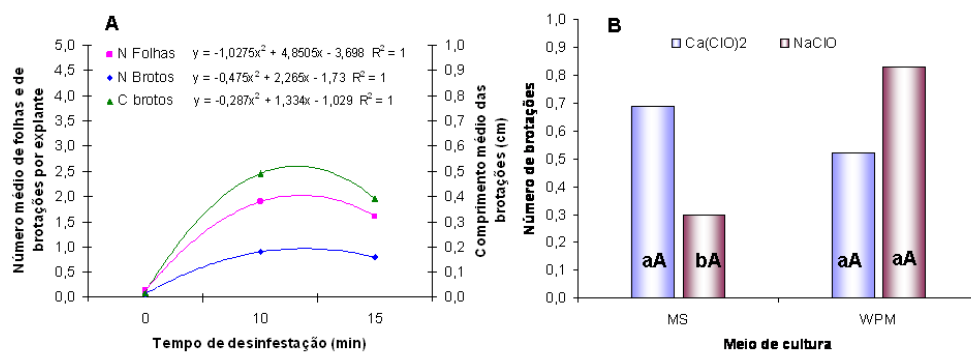 A
N Folhas y = -1,0275x² + 4,8505x - 3,698 R² = 1
N Brotos y = -0,475x² + 2,265x - 1,73 R² = 1
C brotos y = -0,287x² + 1,334x - 1,029 R² = 1
Número médio de folhas e de
brotações por explante
5,0
4,5
4,0
3,5
3,0
2,5
2,0
1,5
1,0
0,5
0,0
0 10 15
Tempo de desinfestação (min)
1,0
0,9
0,8
0,7
0,6
0,5
0,4
0,3
0,2
0,1
0,0
Comprimento médio das
brotações (cm)
B
Ca(ClO)2 NaClO
Número de brotações
1,0
0,9
0,8
0,7
0,6
0,5
0,4
0,3
0,2
0,1
0,0
aA bA aA aA
MS WPM
Meio de cultura